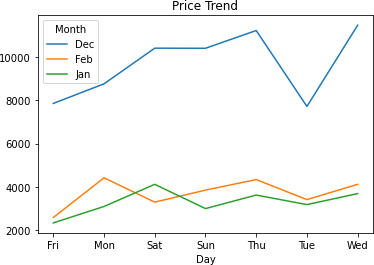 Price Trend
Month
Dec
Feb
Jan
10000
8000
6000
4000
2000
Fri Mon Sat Sun Thu Tue Wed
Day